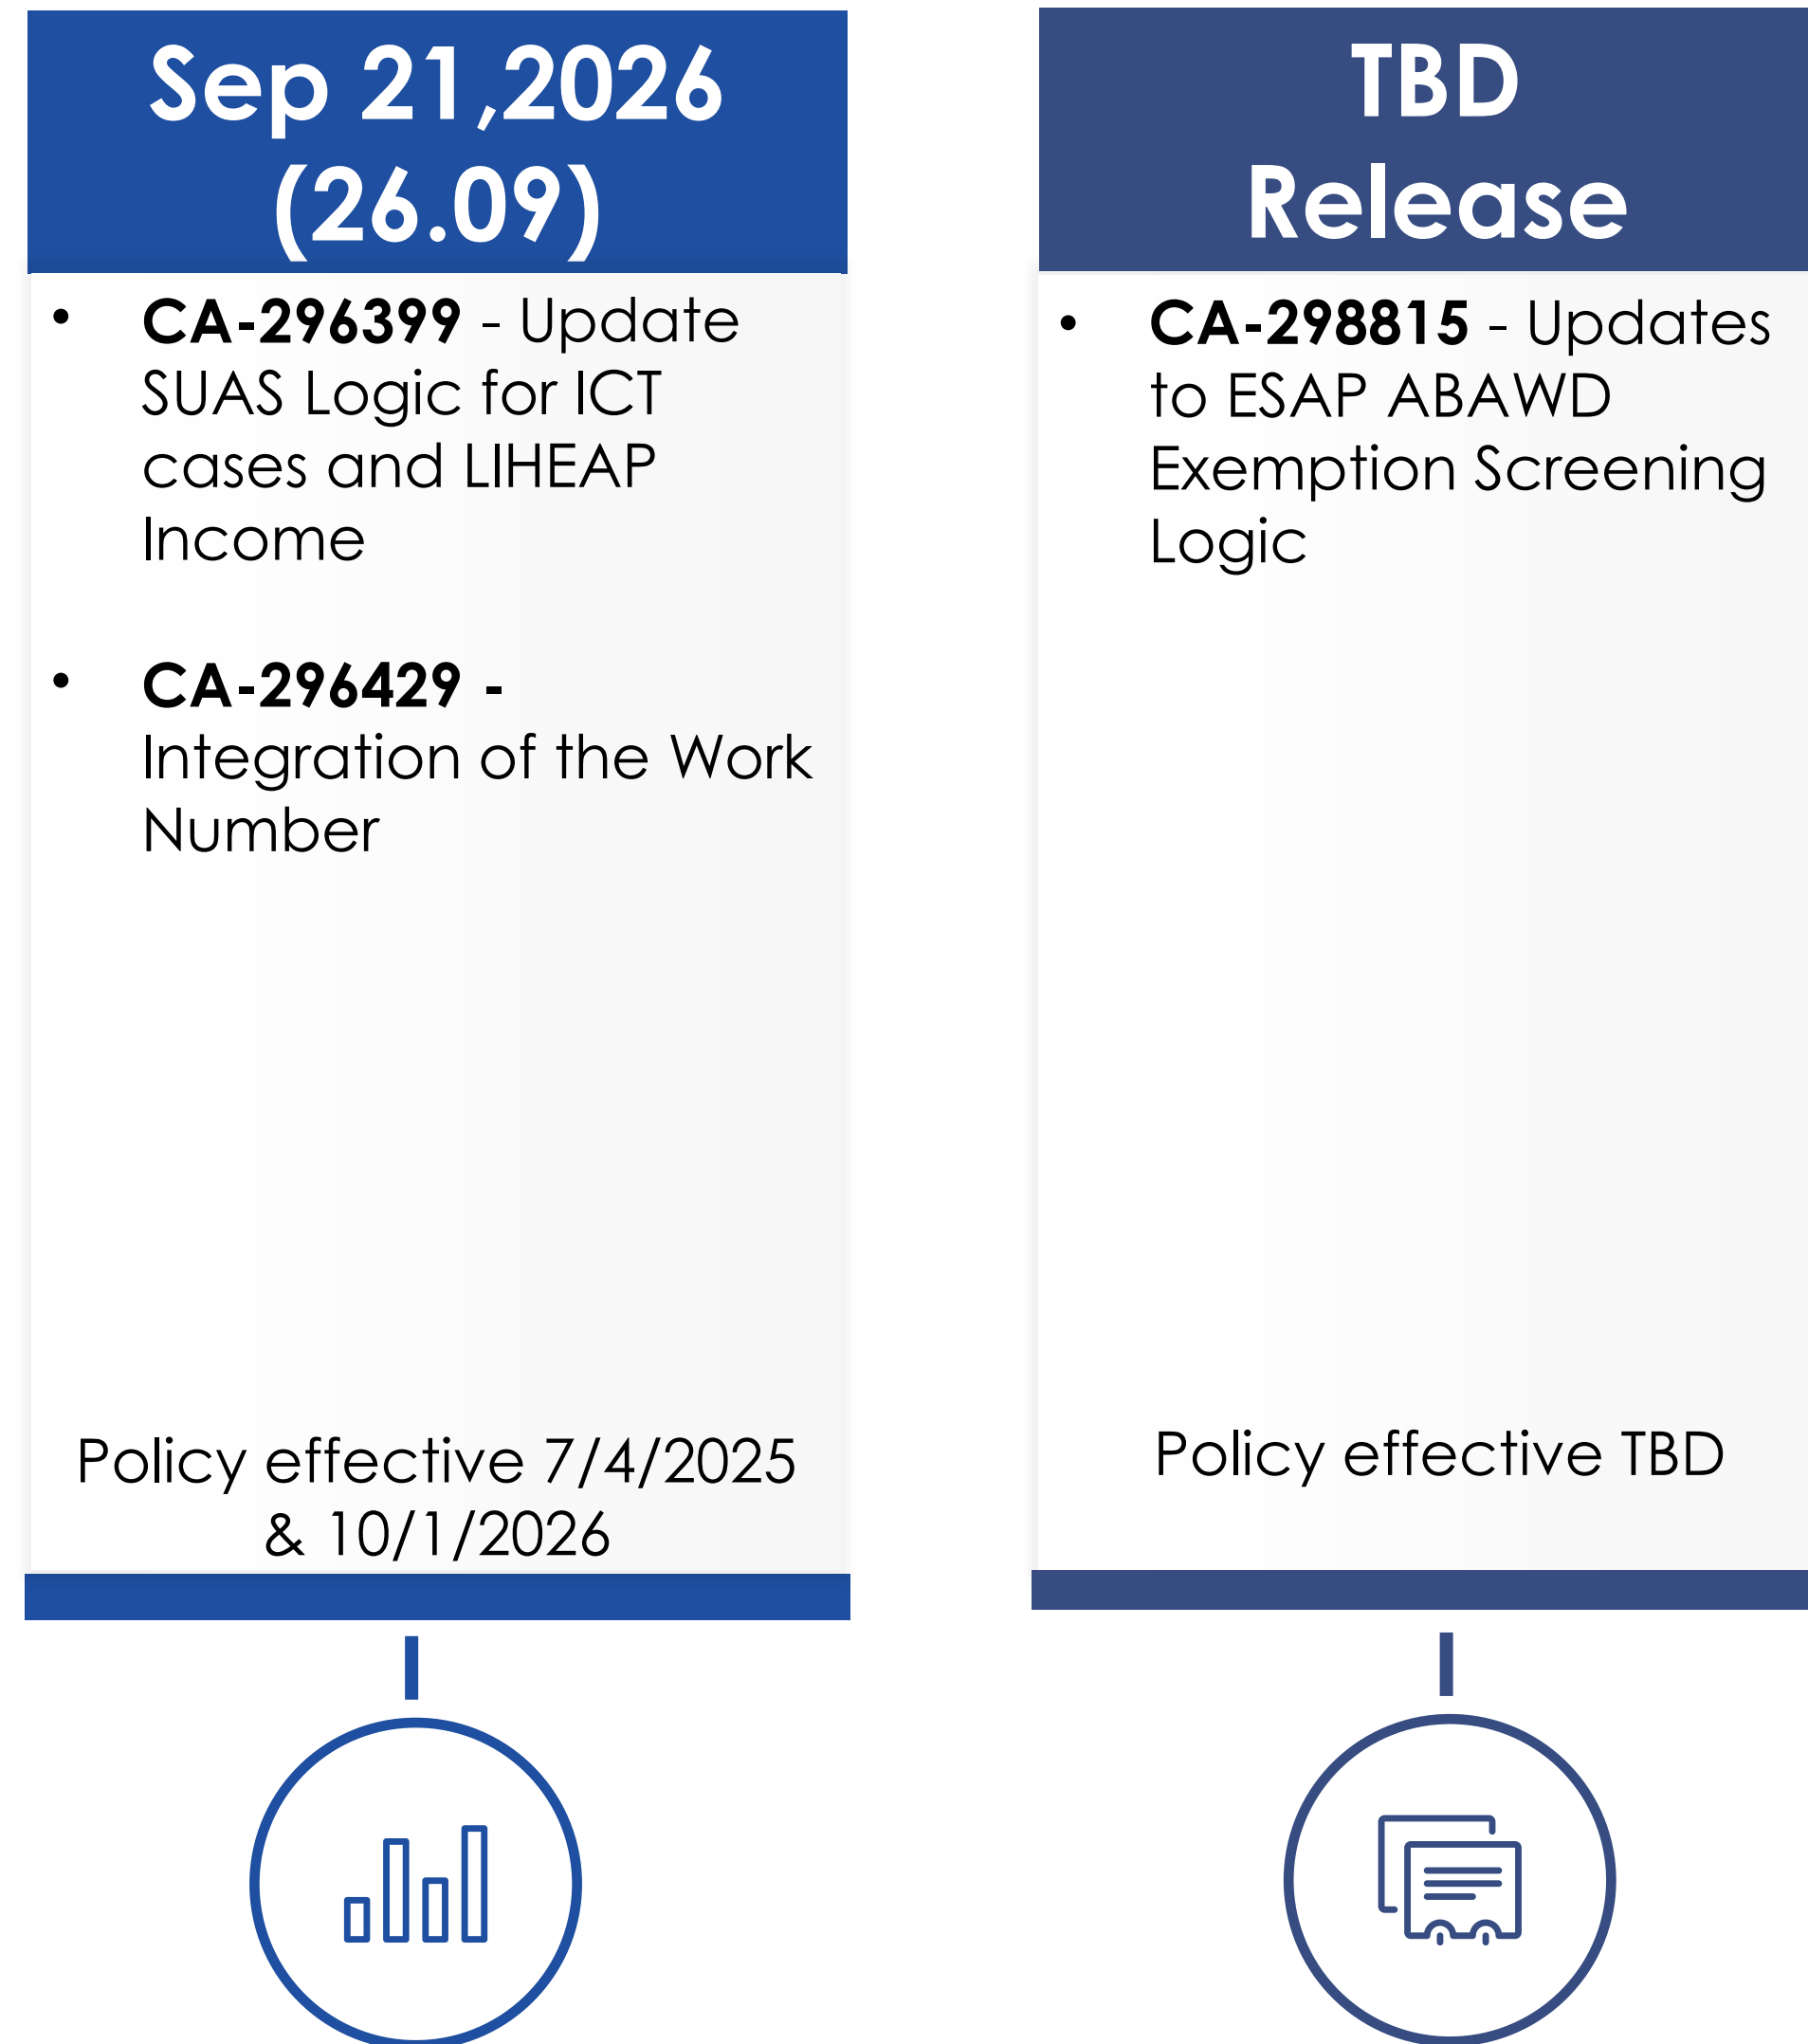 Sep 21,2026
(26.09)
• CA-296399 - Update
SUAS Logic for ICT
cases and LIHEAP
Income
• CA-296429 -
Integration of the Work
Number
Policy effective 7/4/2025
& 10/1/2026
TBD
Release
• CA-298815 - Updates
to ESAP ABAWD
Exemption Screening
Logic
Policy effective TBD